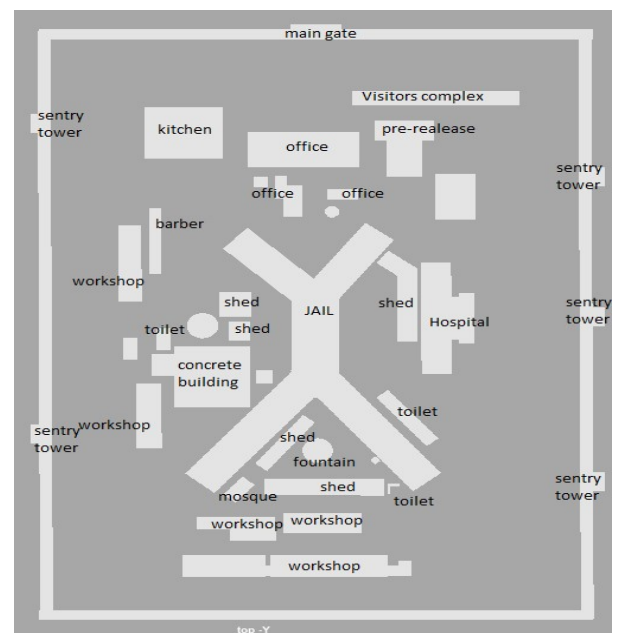 main gate
Visitors complex
sentry
tower
kitchen
pre-realease
office
sentry
tower
office
office
barber
workshop
shed
shed
sentry
tower
JAIL
Hospital
toilet
shed
concrete
building
toilet
workshop
sentry
tower
shed
fountain
sentry
tower
shed
mosque
toilet
workshop
workshop
workshop
top -Y